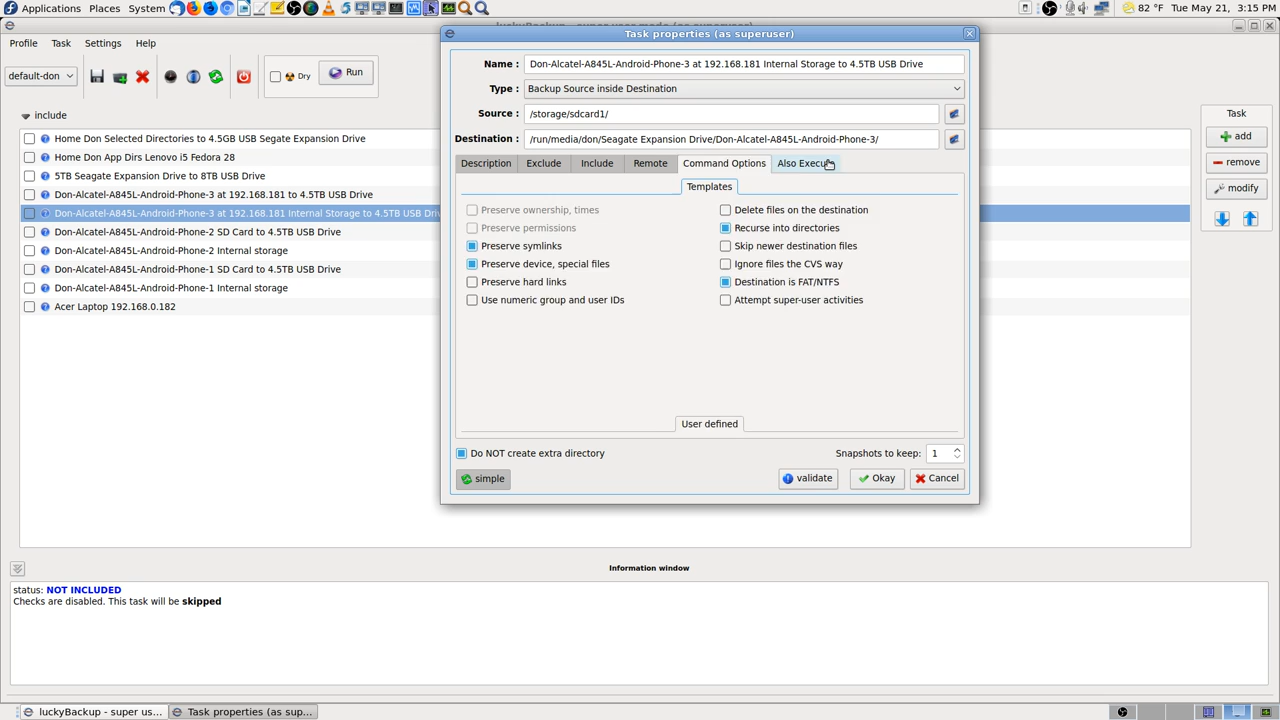 Applications Places System
82 °F Tue May 21, 3:15 PM
luckyBackup - super user mode (as superuser)
Profile Task Settings Help
default-don
Dry
Run
include
Home Don Selected Directories to 4.5GB USB Segate Expansion Drive
Home Don App Dirs Lenovo i5 Fedora 28
5TB Seagate Expansion Drive to 8TB USB Drive
Don-Alcatel-A845L-Android-Phone-3 at 192.168.181 to 4.5TB USB Drive
Don-Alcatel-A845L-Android-Phone-3 at 192.168.181 Internal Storage to 4.5TB USB Driv
Don-Alcatel-A845L-Android-Phone-2 SD Card to 4.5TB USB Drive
Don-Alcatel-A845L-Android-Phone-2 Internal storage
Don-Alcatel-A845L-Android-Phone-1 SD Card to 4.5TB USB Drive
Don-Alcatel-A845L-Android-Phone-1 Internal storage
Acer Laptop 192.168.0.182
Task
add
remove
modify
Task properties (as superuser)
Name : Don-Alcatel-A845L-Android-Phone-3 at 192.168.181 Internal Storage to 4.5TB USB Drive
Type : Backup Source inside Destination
Source : /storage/sdcard1/
Destination : /run/media/don/Seagate Expansion Drive/Don-Alcatel-A845L-Android-Phone-3/
Description Exclude Include Remote Command Options Also Execute
Templates
Preserve ownership, times
Preserve permissions
Preserve symlinks
Preserve device, special files
Preserve hard links
Use numeric group and user IDs
Delete files on the destination
Recurse into directories
Skip newer destination files
Ignore files the CVS way
Destination is FAT/NTFS
Attempt super-user activities
User defined
Do NOT create extra directory
Snapshots to keep: 1
simple
validate
Okay
Cancel
Information window
status: NOT INCLUDED
Checks are disabled. This task will be skipped
luckyBackup - super us...
Task properties (as sup...